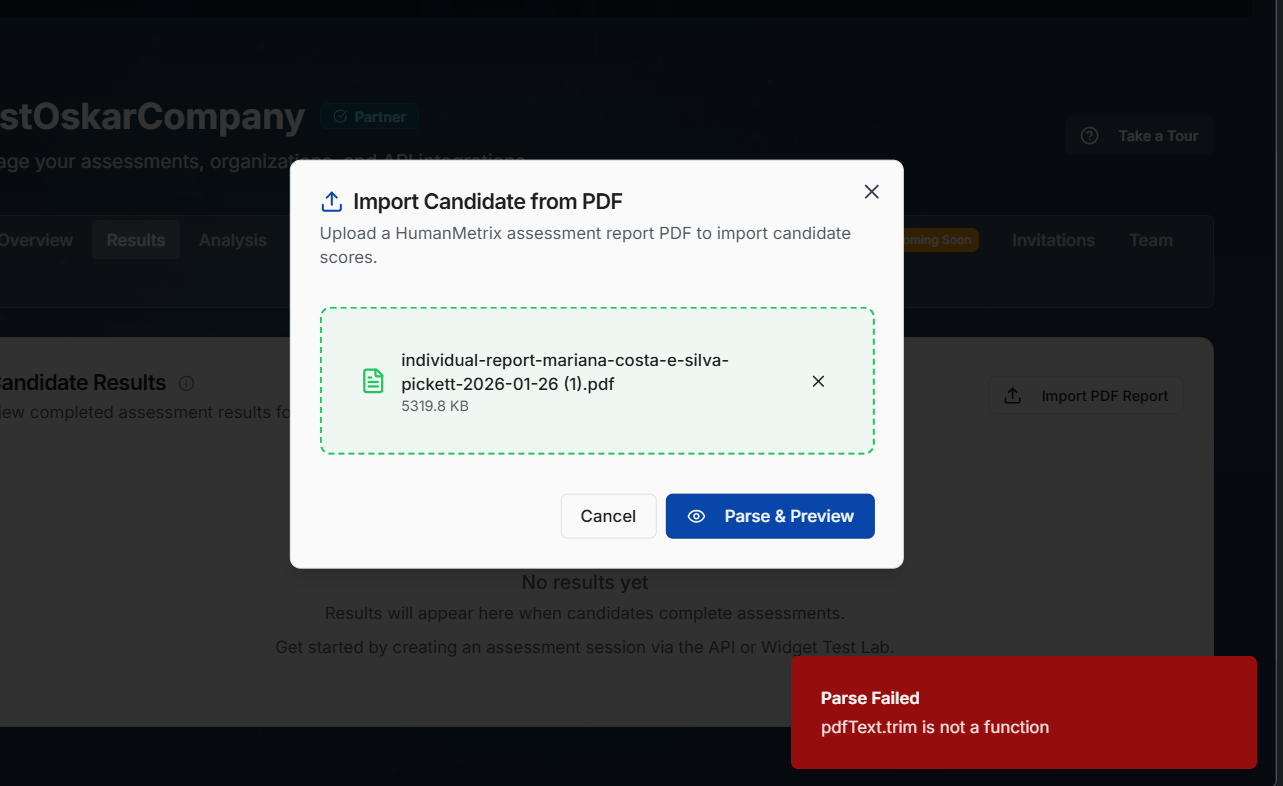 stOskarCompany
Partner
Take a Tour
age your assessments, organizations, and API integrations.
Import Candidate from PDF
Upload a HumanMetrix assessment report PDF to import candidate
scores.
Overview
Results
Analysis
oming Soon
Invitations
Team
individual-report-mariana-costa-e-silva-
pickett-2026-01-26 (1).pdf
5319.8 KB
andidate Results
iew completed assessment results fo
Import PDF Report
Cancel
Parse & Preview
No results yet
Results will appear here when candidates complete assessments.
Get started by creating an assessment session via the API or Widget Test Lab.
Parse Failed
pdfText.trim is not a function